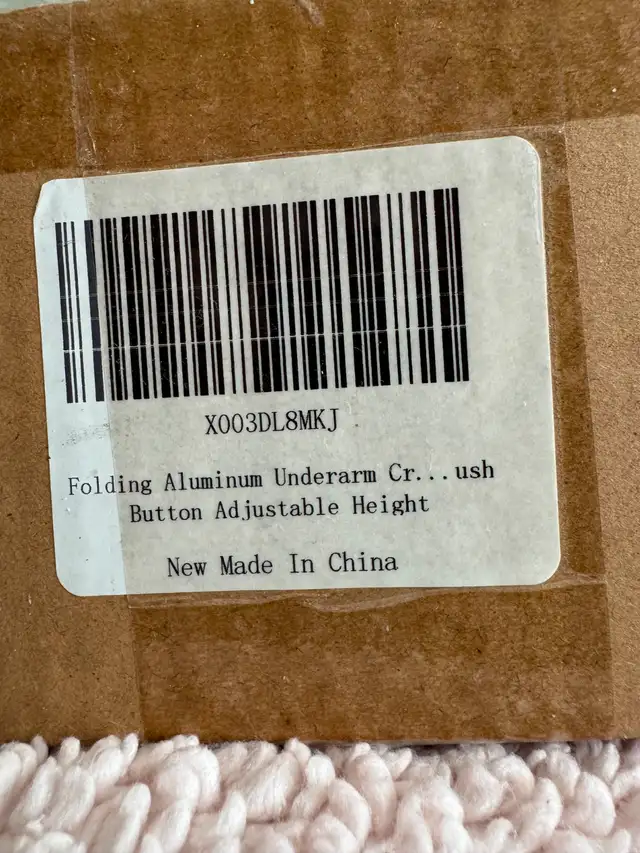 X003DL8MKJ
Folding Aluminum Underarm Cr...ush
Button Adjustable Height
New Made In China